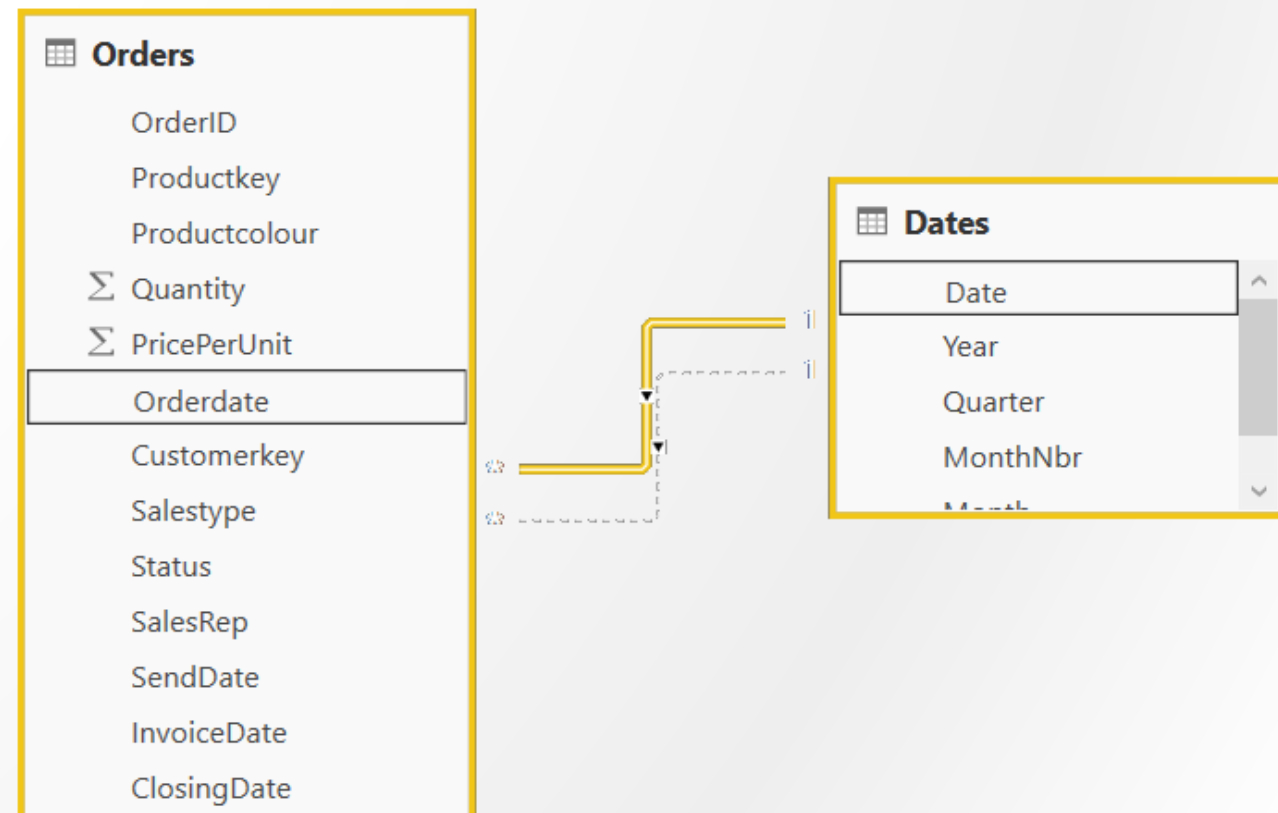 Orders
OrderID
Productkey
Productcolour
Σ Quantity
Σ PricePerUnit
Orderdate
Customerkey
Salestype
Status
SalesRep
SendDate
InvoiceDate
ClosingDate
Dates
Date
Year
Quarter
MonthNbr
Month